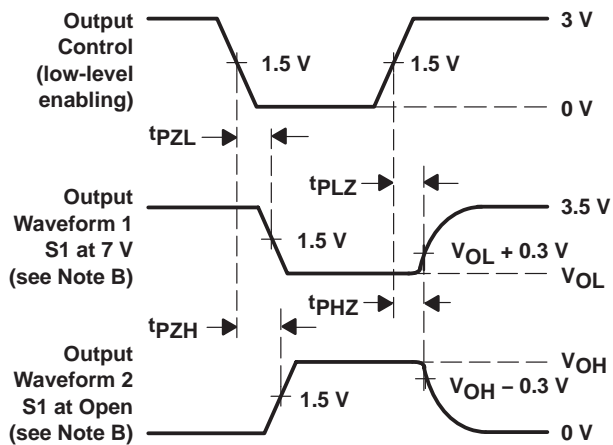 Output
Control
(low-level
enabling)
3 V
1.5 V
1.5 V
0 V
tPZL
tPLZ
Output
Waveform 1
S1 at 7 V
(see Note B)
3.5 V
1.5 V
VOL + 0.3 V
VOL
tPZH
tPHZ
Output
Waveform 2
S1 at Open
(see Note B)
VOH
VOH – 0.3 V
1.5 V
0 V